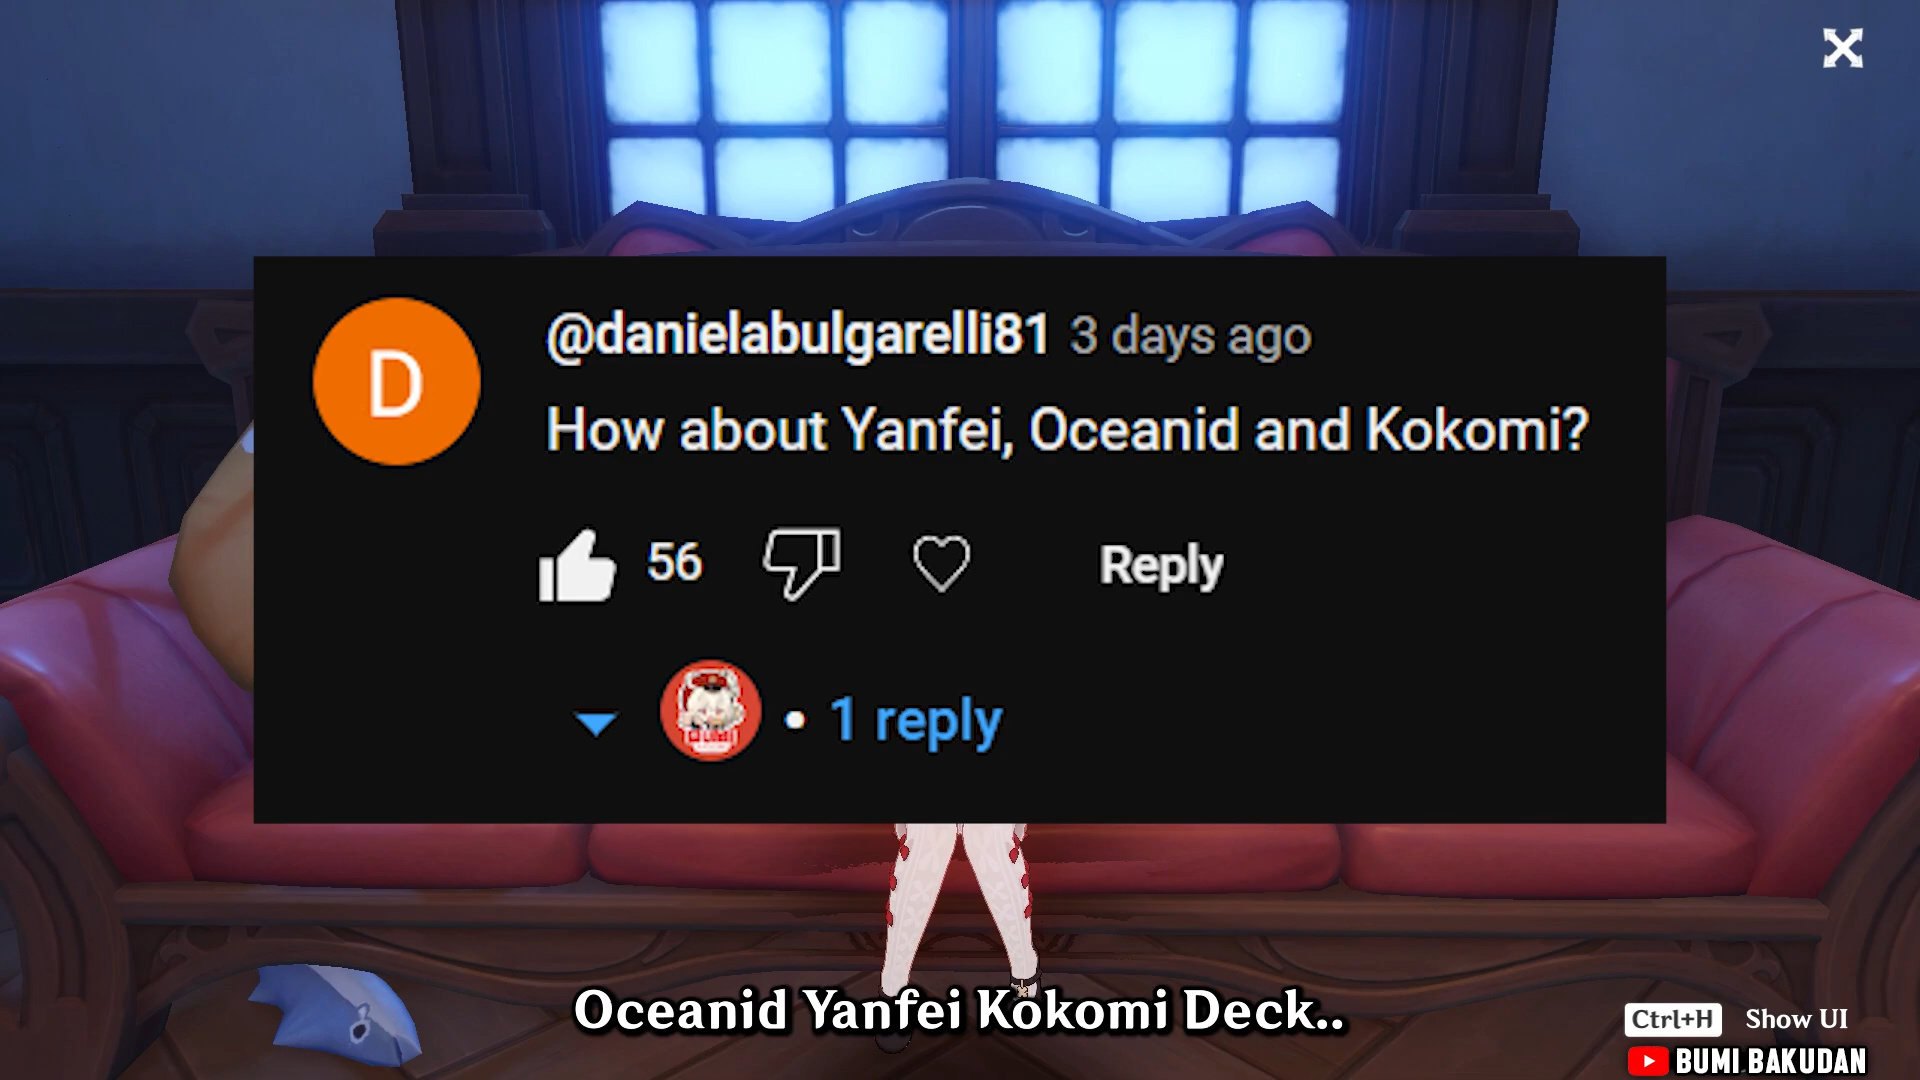 @danielabulgarelli81 3 days ago
D
How about Yanfei, Oceanid and Kokomi?
56
Reply
BUMI
• 1 reply
Oceanid Yanfei Kokomi Deck..
Ctrl+H Show UI
BUMI BAKUDAN